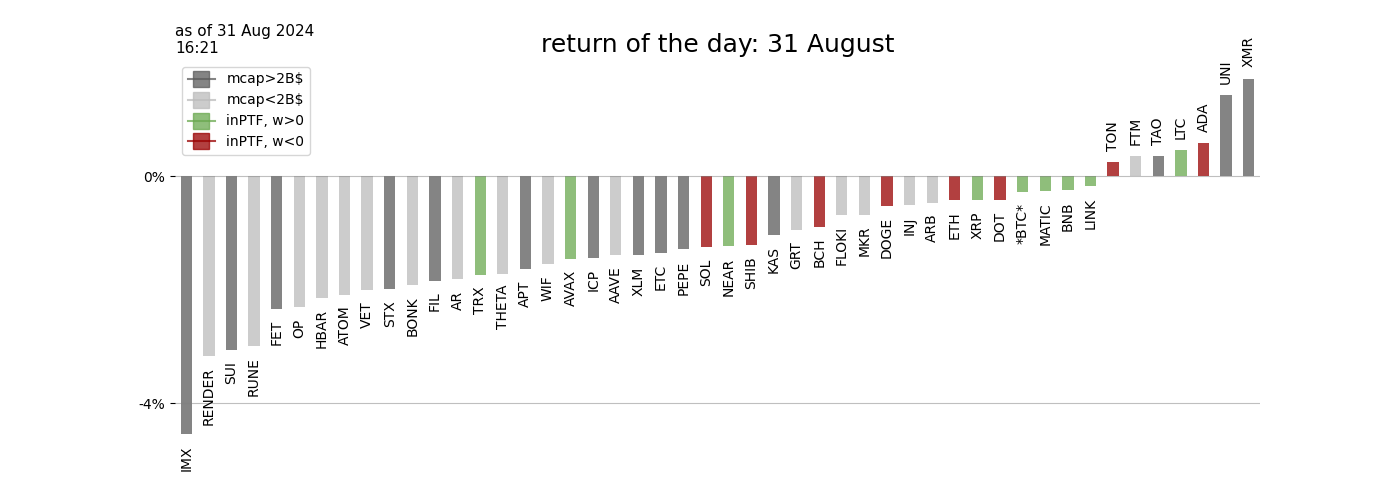 as of 31 Aug 2024
16:21
return of the day: 31 August
mcap>2B$
mcap<2B$
inPTF, w>0
inPTF, w<0
0%
-4%
IMX
RENDER
SUI
RUNE
FET
OP
HBAR
ATOM
VET
STX
BONK
FIL
AR
TRX
THETA
APT
WIF
AVAX
ICP
AAVE
XLM
ETC
PEPE
SOL
NEAR
SHIB
KAS
GRT
BCH
FLOKI
MKR
DOGE
INJ
ARB
ETH
XRP
DOT
*BTC*
MATIC
BNB
LINK
TON
FTM
TAO
LTC
ADA
UNI
XMR